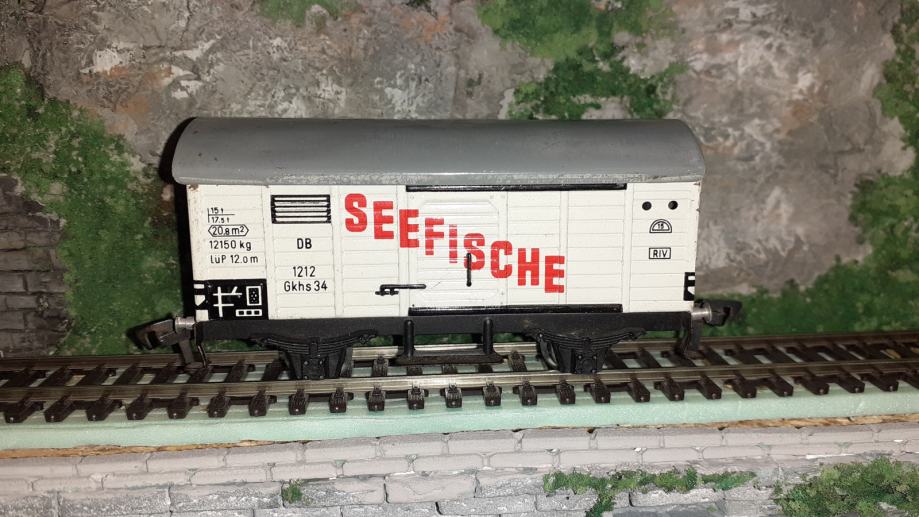 15 t
17.5 t
20.8 m²
12150 kg
LüP 12.0 m
DB
1212
Gkhs 34
SEEFISCHE
RIV